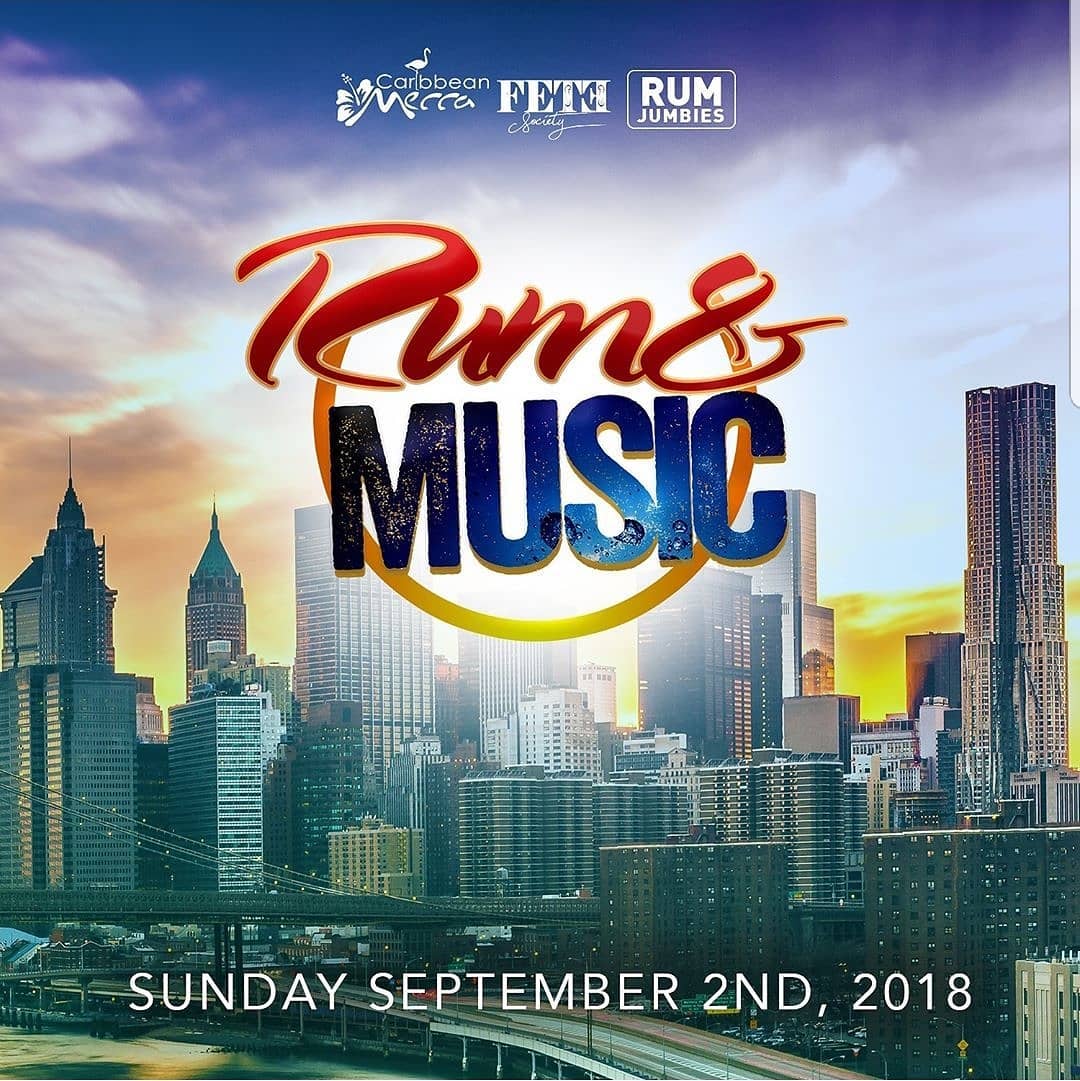 Caribbean
Mecca
FETE
Society
RUM
JUMBIES
Rum&
MUSIC
SUNDAY SEPTEMBER 2ND, 2018